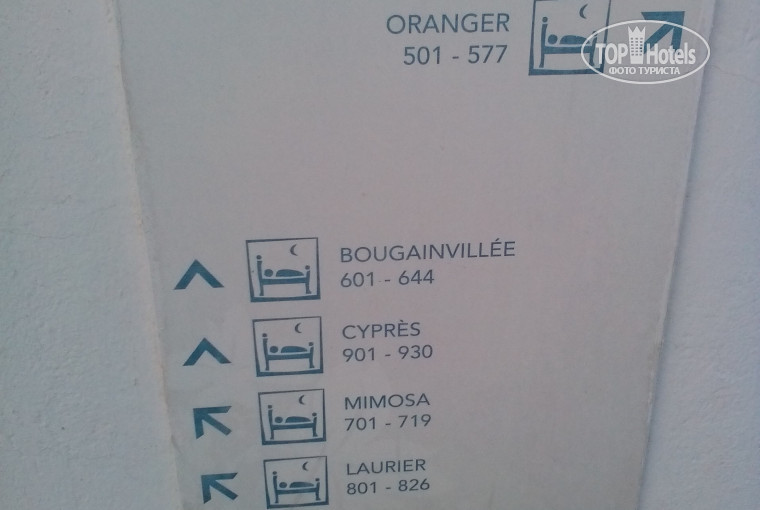 ORANGER
501 - 577
TOP Hotels
ФОТО ТУРИСТА
BOUGAINVILLÉE
601 - 644
CYPRÈS
901 - 930
MIMOSA
701 - 719
LAURIER
801 - 826